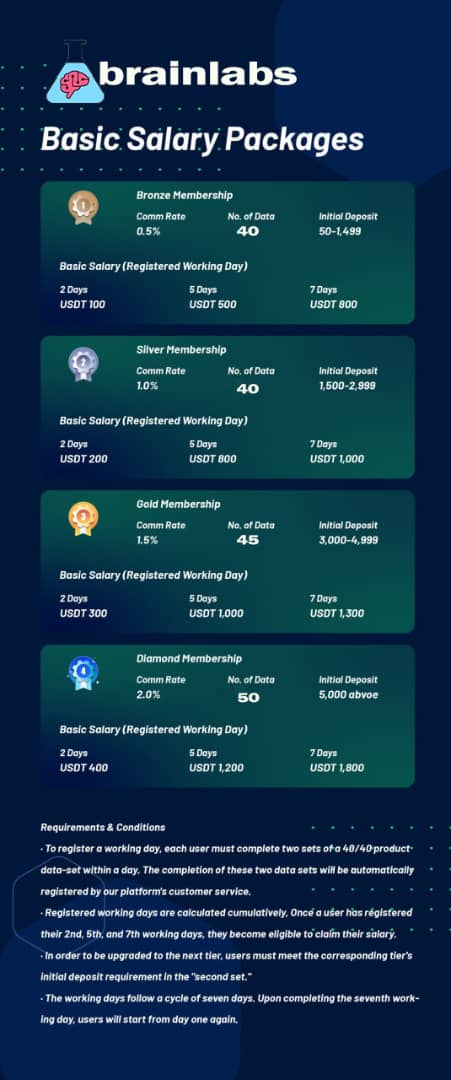 brainlabs
Basic Salary Packages
1
Bronze Membership
Comm Rate No. of Data Initial Deposit
0.5% 40 50-1,499
Basic Salary (Registered Working Day)
2 Days 5 Days 7 Days
USDT 100 USDT 500 USDT 800
2
Silver Membership
Comm Rate No. of Data Initial Deposit
1.0% 40 1,500-2,999
Basic Salary (Registered Working Day)
2 Days 5 Days 7 Days
USDT 200 USDT 800 USDT 1,000
3
Gold Membership
Comm Rate No. of Data Initial Deposit
1.5% 45 3,000-4,999
Basic Salary (Registered Working Day)
2 Days 5 Days 7 Days
USDT 300 USDT 1,000 USDT 1,300
4
Diamond Membership
Comm Rate No. of Data Initial Deposit
2.0% 50 5,000 abvoe
Basic Salary (Registered Working Day)
2 Days 5 Days 7 Days
USDT 400 USDT 1,200 USDT 1,800
Requirements & Conditions
· To register a working day, each user must complete two sets of a 40/40 product
data-set within a day. The completion of these two data sets will be automatically
registered by our platform's customer service.
· Registered working days are calculated cumulatively, Once a user has registered
their 2nd, 5th, and 7th working days, they become eligible to claim their salary.
· In order to be upgraded to the next tier, users must meet the corresponding tier's
initial deposit requirement in the "second set."
· The working days follow a cycle of seven days. Upon completing the seventh work-
ing day, users will start from day one again.